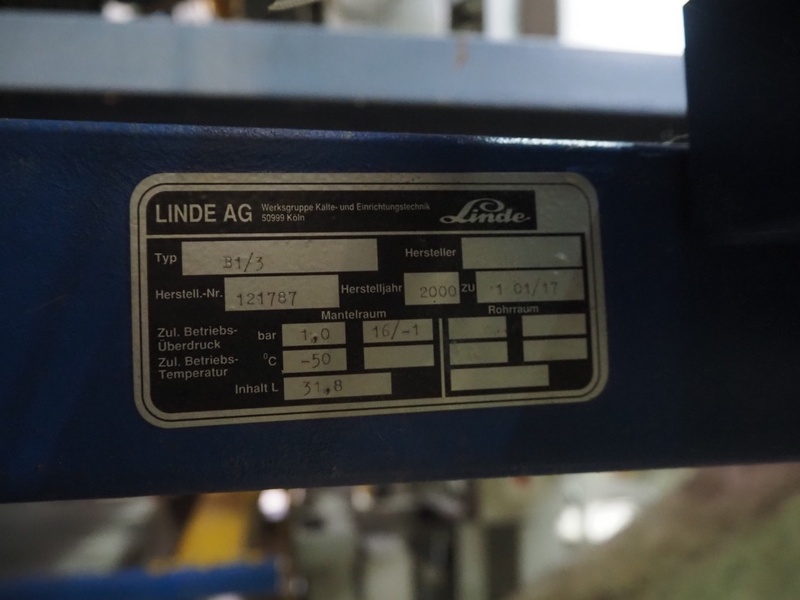 LINDE AG Werksgruppe Kälte- und Einrichtungstechnik
50999 Köln
Linde
Typ B1/3 Hersteller
Herstell.-Nr. 121787 Herstelljahr 2000 ZU 1 01/17
Mantelraum Rohrraum
Zul. Betriebs-
Überdruck bar 1,0 16/-1
Zul. Betriebs-
Temperatur °C -50
Inhalt L 31,8